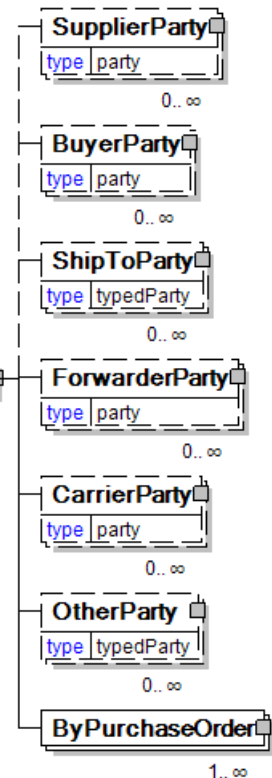 SupplierParty
type party
0.. ∞
BuyerParty
type party
0.. ∞
ShipToParty
type typedParty
0.. ∞
ForwarderParty
type party
0.. ∞
CarrierParty
type party
0.. ∞
OtherParty
type typedParty
0.. ∞
ByPurchaseOrder
1.. ∞